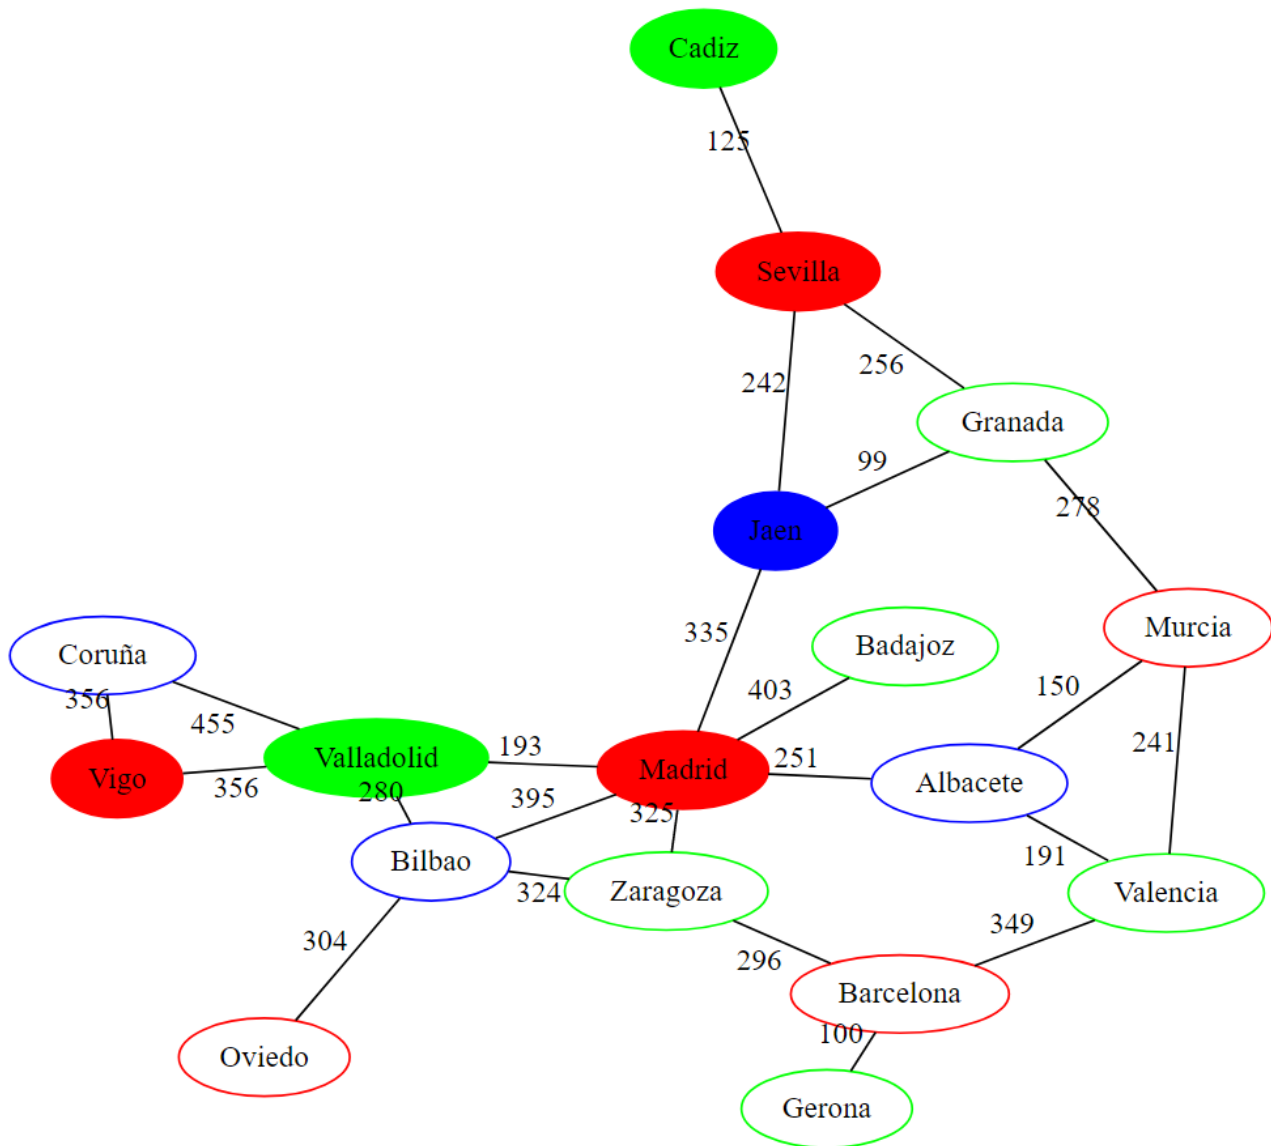 Cadiz
125
Sevilla
256
242
Granada
99
278
Jaen
Murcia
335
Badajoz
Coruña
403
150
356
455
241
193
251
Valladolid
Madrid
Vigo
Albacete
356
280
395
325
191
Bilbao
324
Zaragoza
Valencia
349
304
296
Barcelona
100
Oviedo
Gerona